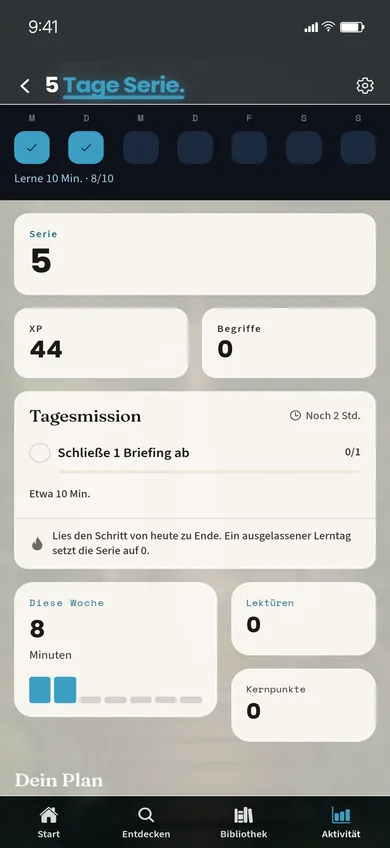 9:41
5 Tage Serie.
M D M D F S S
Lerne 10 Min. · 8/10
Serie
5
XP
44
Begriffe
0
Tagesmission
Noch 2 Std.
Schließe 1 Briefing ab
0/1
Etwa 10 Min.
Lies den Schritt von heute zu Ende. Ein ausgelassener Lerntag
setzt die Serie auf 0.
Diese Woche
8
Minuten
Lektüren
0
Kernpunkte
0
Dein Plan
Start Entdecken Bibliothek Aktivität